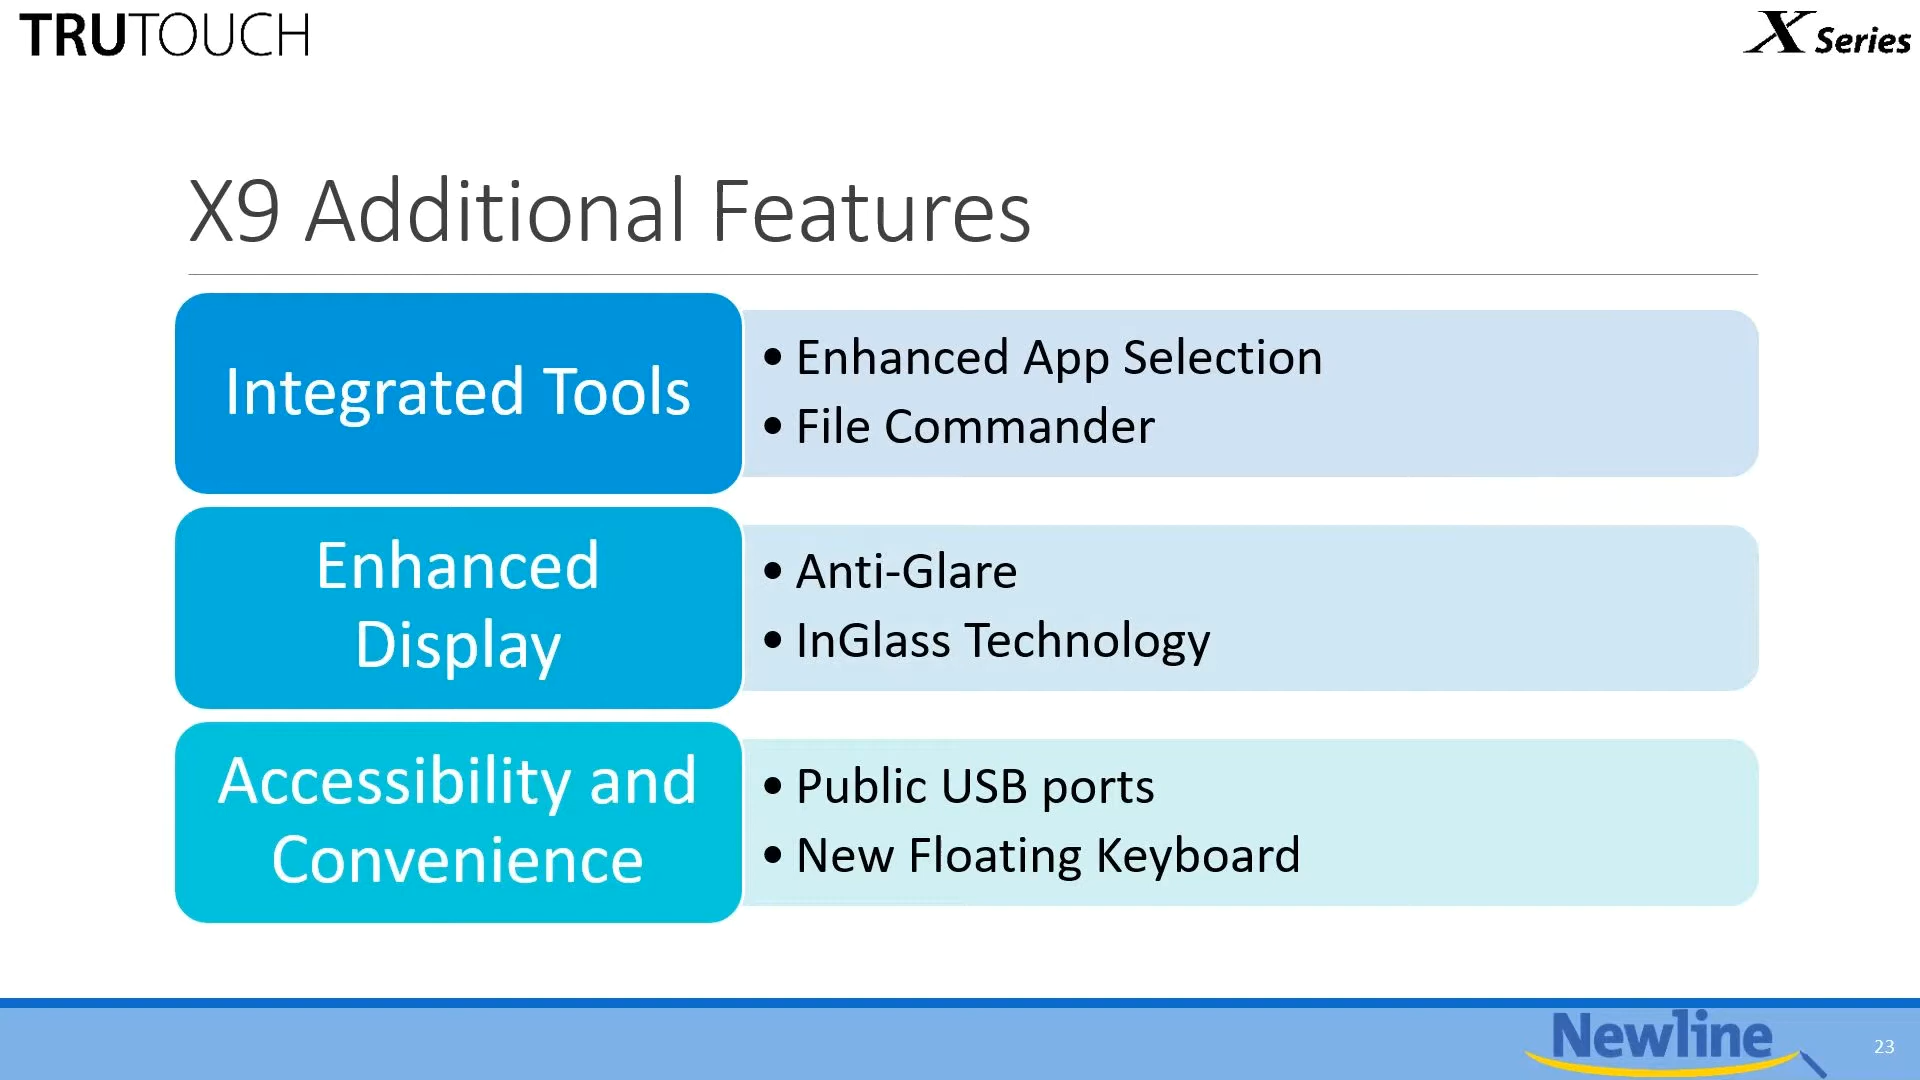 TRUTOUCH
X Series
X9 Additional Features
Integrated Tools
• Enhanced App Selection
• File Commander
Enhanced
Display
• Anti-Glare
• InGlass Technology
Accessibility and
Convenience
• Public USB ports
• New Floating Keyboard
Newline
23